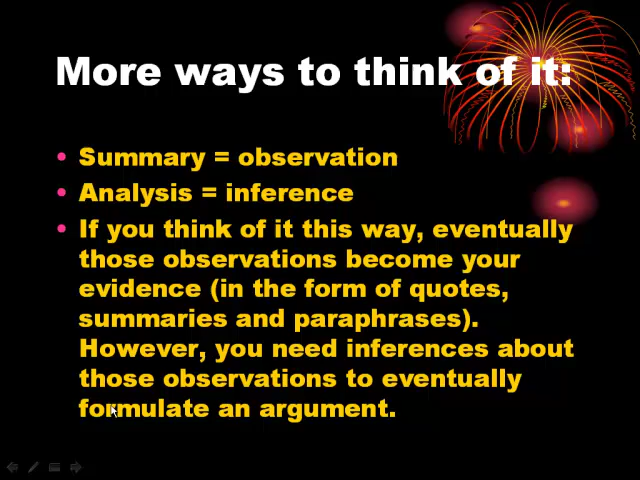 More ways to think of it:
• Summary = observation
• Analysis = inference
• If you think of it this way, eventually
those observations become your
evidence (in the form of quotes,
summaries and paraphrases).
However, you need inferences about
those observations to eventually
formulate an argument.